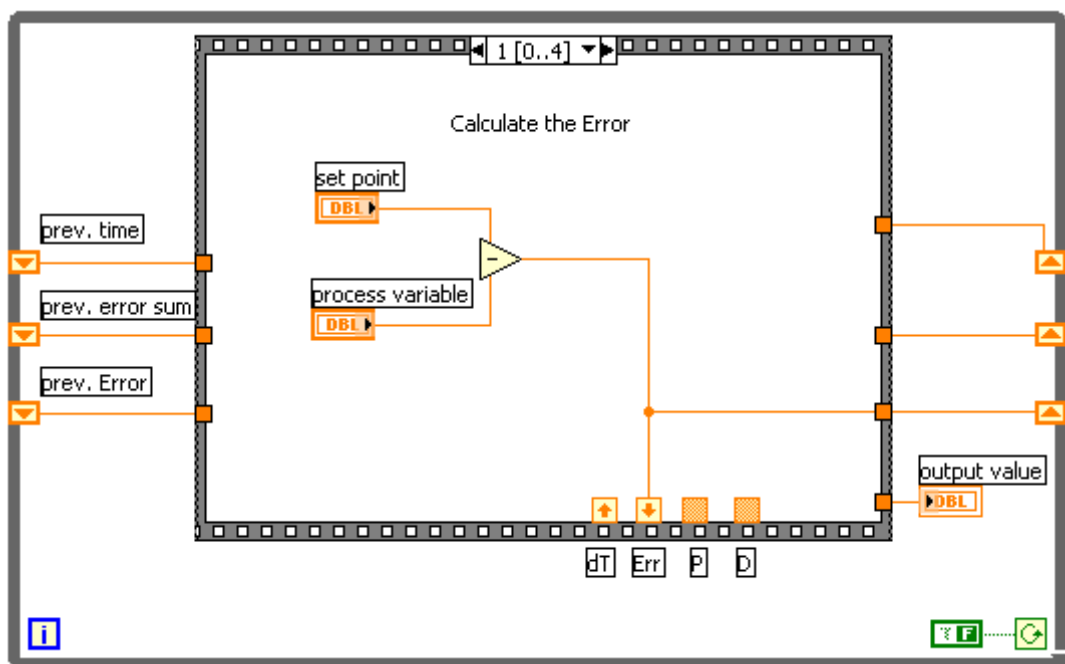 1 [0..4]
Calculate the Error
set point
DBL
prev. time
process variable
DBL
prev. error sum
prev. Error
output value
DBL
dT Err P D
i
F